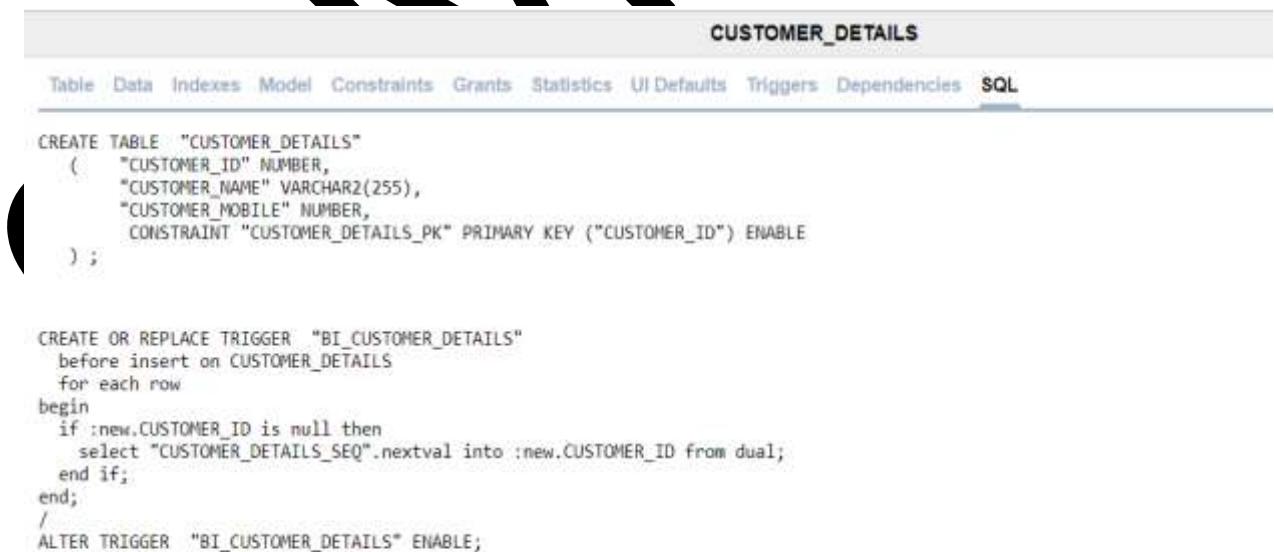 CUSTOMER_DETAILS
Table Data Indexes Model Constraints Grants Statistics UI Defaults Triggers Dependencies SQL
CREATE TABLE "CUSTOMER_DETAILS"
( "CUSTOMER_ID" NUMBER,
"CUSTOMER_NAME" VARCHAR2(255),
"CUSTOMER_MOBILE" NUMBER,
CONSTRAINT "CUSTOMER_DETAILS_PK" PRIMARY KEY ("CUSTOMER_ID") ENABLE
) ;
CREATE OR REPLACE TRIGGER "BI_CUSTOMER_DETAILS"
before insert on CUSTOMER_DETAILS
for each row
begin
if :new.CUSTOMER_ID is null then
select "CUSTOMER_DETAILS_SEQ".nextval into :new.CUSTOMER_ID from dual;
end if;
end;
/
ALTER TRIGGER "BI_CUSTOMER_DETAILS" ENABLE;